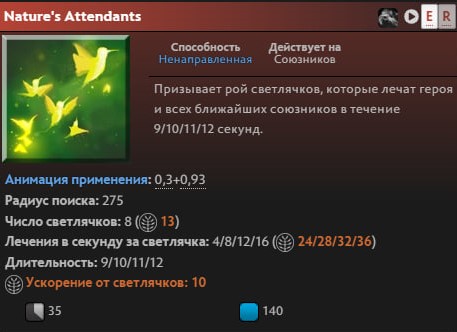 Nature's Attendants
E R
Способность Действует на
Ненаправленная Союзников
Призывает рой светлячков, которые лечат героя
и всех ближайших союзников в течение
9/10/11/12 секунд.
Анимация применения: 0,3+0,93
Радиус поиска: 275
Число светлячков: 8 ( 13)
Лечения в секунду за светлячка: 4/8/12/16 ( 24/28/32/36)
Длительность: 9/10/11/12
Ускорение от светлячков: 10
35 140